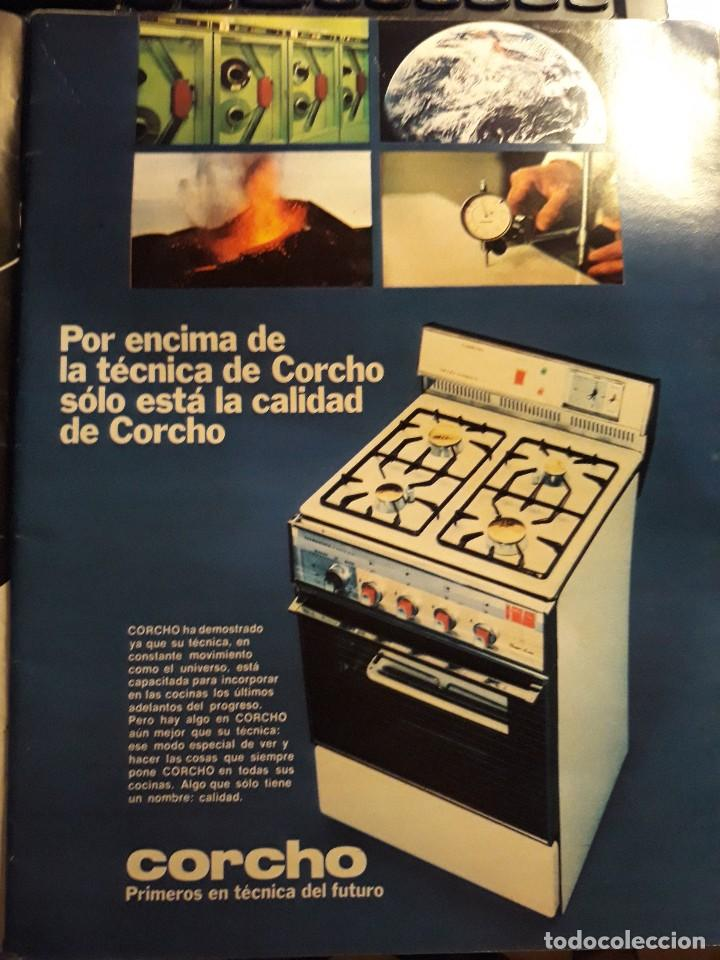 Por encima de
la técnica de Corcho
sólo está la calidad
de Corcho
CORCHO ha demostrado
ya que su técnica, en
constante movimiento
como el universo, está
capacitada para incorporar
en las cocinas los últimos
adelantos del progreso.
Pero hay algo en CORCHO
aún mejor que su técnica:
ese modo especial de ver y
hacer las cosas que siempre
pone CORCHO en todas sus
cocinas. Algo que sólo tiene
un nombre: calidad.
corcho
Primeros en técnica del futuro
todocoleccion